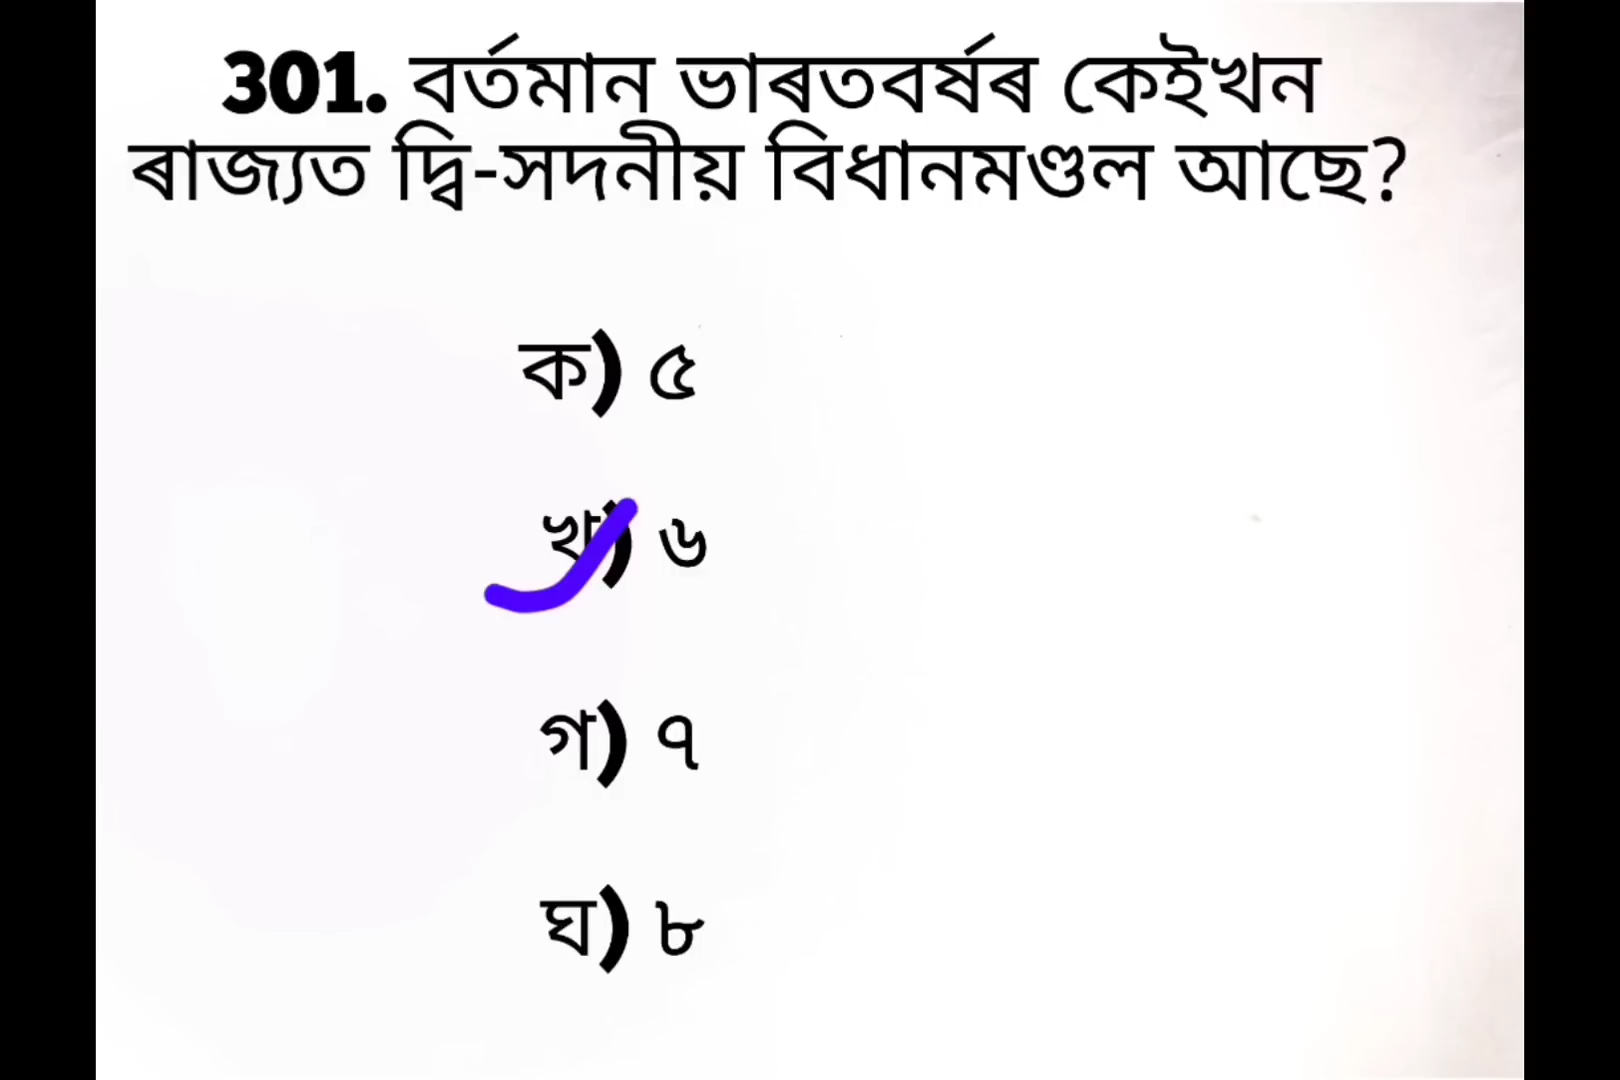 301. বৰ্তমান ভাৰতবৰ্ষৰ কেইখন
ৰাজ্যত দ্বি-সদনীয় বিধানমণ্ডল আছে?
ক) ৫
খ) ৬
গ) ৭
ঘ) ৮